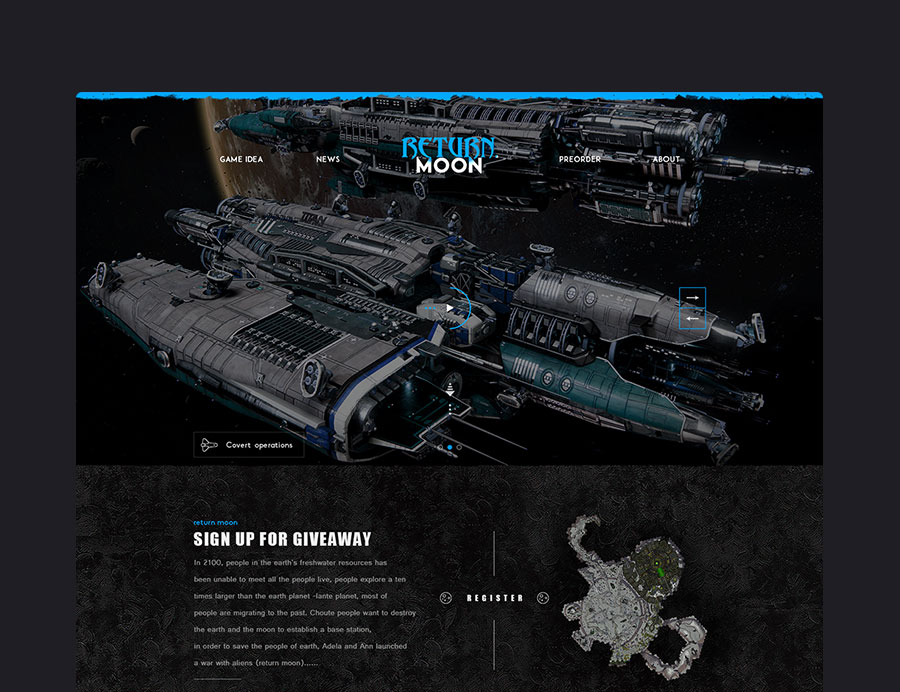 GAME IDEA
NEWS
RETURN
MOON
PREORDER
ABOUT
TITAN
Covert operations
return moon
SIGN UP FOR GIVEAWAY
In 2100, people in the earth's freshwater resources has
been unable to meet all the people live, people explore a ten
times larger than the earth planet -lante planet, most of
people are migrating to the past. Choute people want to destroy
the earth and the moon to establish a base station,
in order to save the people of earth, Adela and Ann launched
a war with aliens (return moon)......
REGISTER